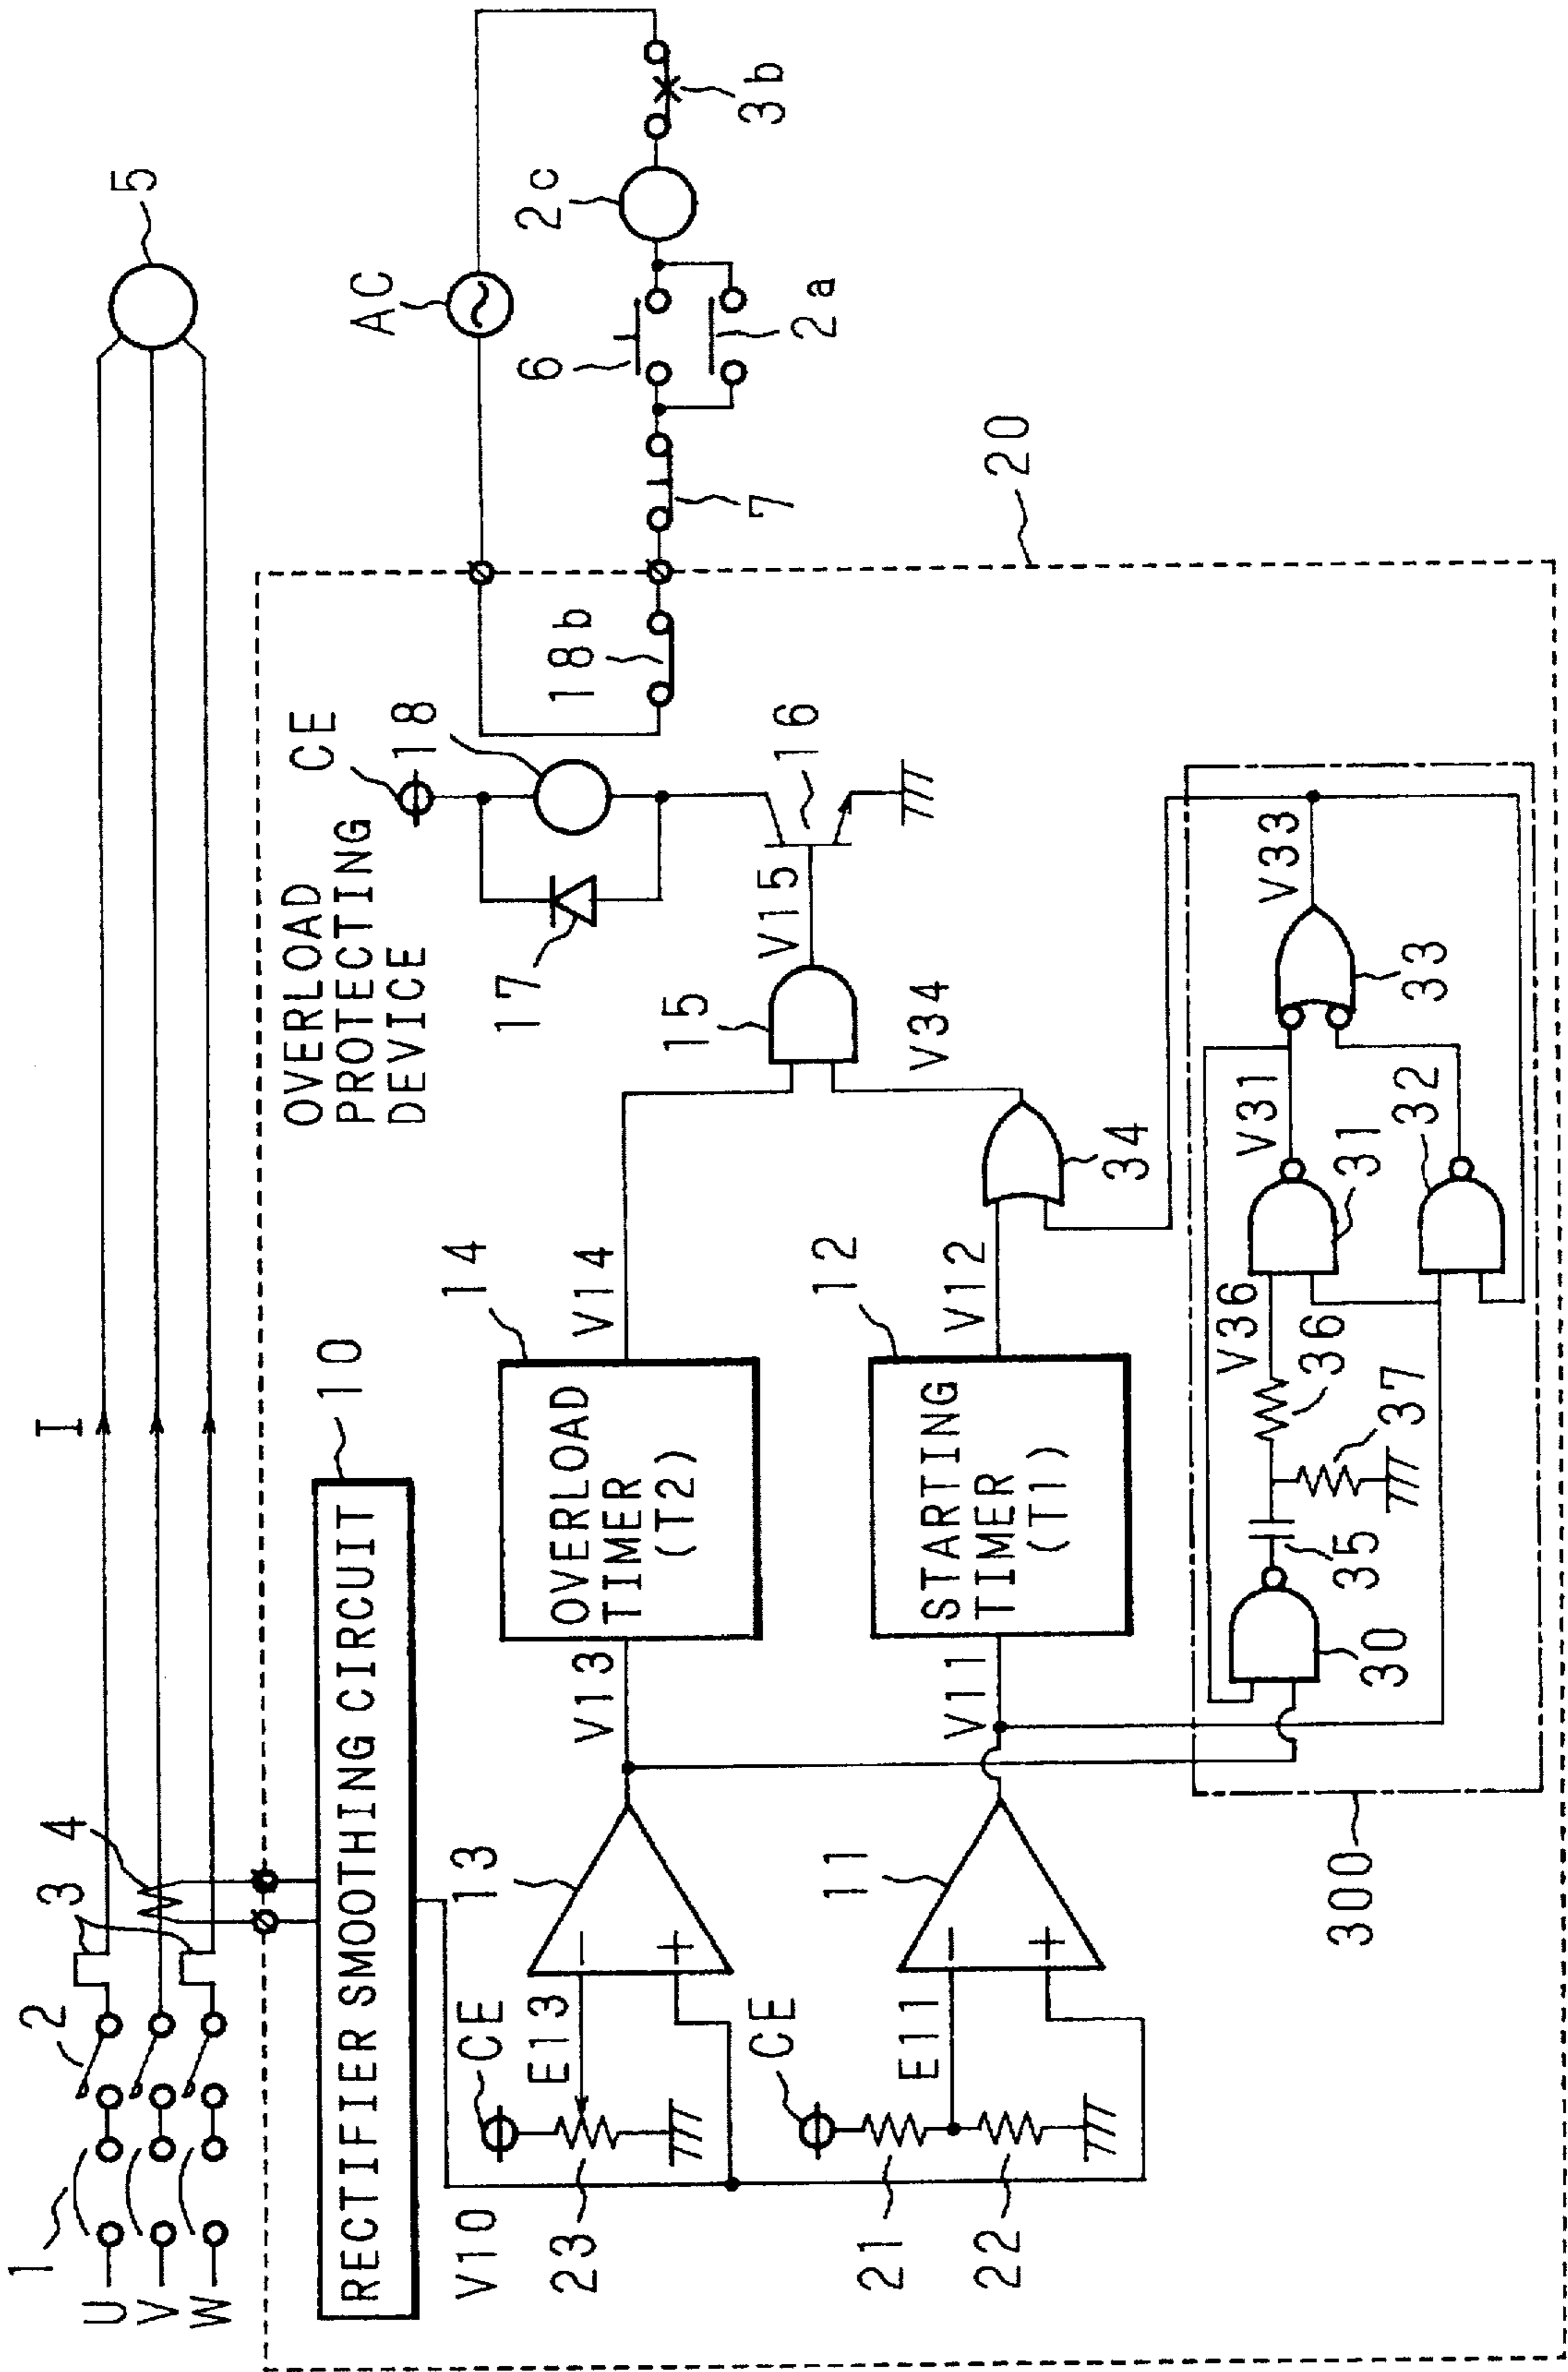 I
5
1
2
3
4
U
V
W
AC
2c
3b
6
2a
7
20
OVERLOAD
PROTECTING
DEVICE
CE
18
18b
17
16
V15
15
V34
10
RECTIFIER SMOOTHING CIRCUIT
14
V14
OVERLOAD
TIMER
(T2)
V13
13
CE
E13
V10
23
12
V12
STARTING
TIMER
(T1)
V11
11
CE
E11
21
22
34
V33
33
V31
31
32
V36
36
37
35
30
300